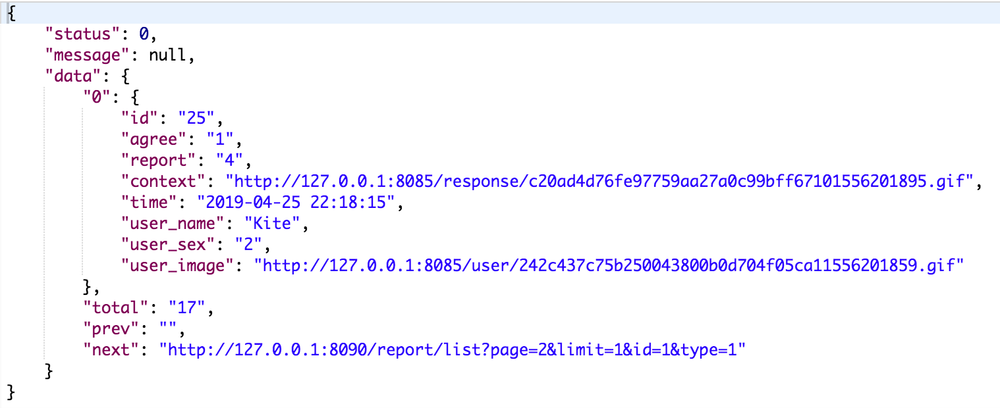 {
    "status": 0,
    "message": null,
    "data": {
        "0": {
            "id": "25",
            "agree": "1",
            "report": "4",
            "context": "http://127.0.0.1:8085/response/c20ad4d76fe97759aa27a0c99bff67101556201895.gif",
            "time": "2019-04-25 22:18:15",
            "user_name": "Kite",
            "user_sex": "2",
            "user_image": "http://127.0.0.1:8085/user/242c437c75b250043800b0d704f05ca11556201859.gif"
        },
        "total": "17",
        "prev": "",
        "next": "http://127.0.0.1:8090/report/list?page=2&limit=1&id=1&type=1"
    }
}